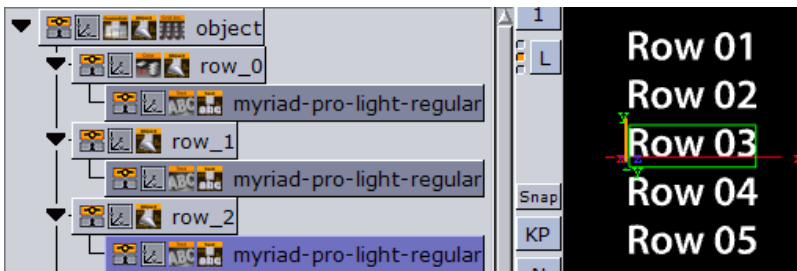 object
row_0
myriad-pro-light-regular
row_1
myriad-pro-light-regular
row_2
myriad-pro-light-regular
1
L
Snap
KP
Row 01
Row 02
Row 03
Row 04
Row 05